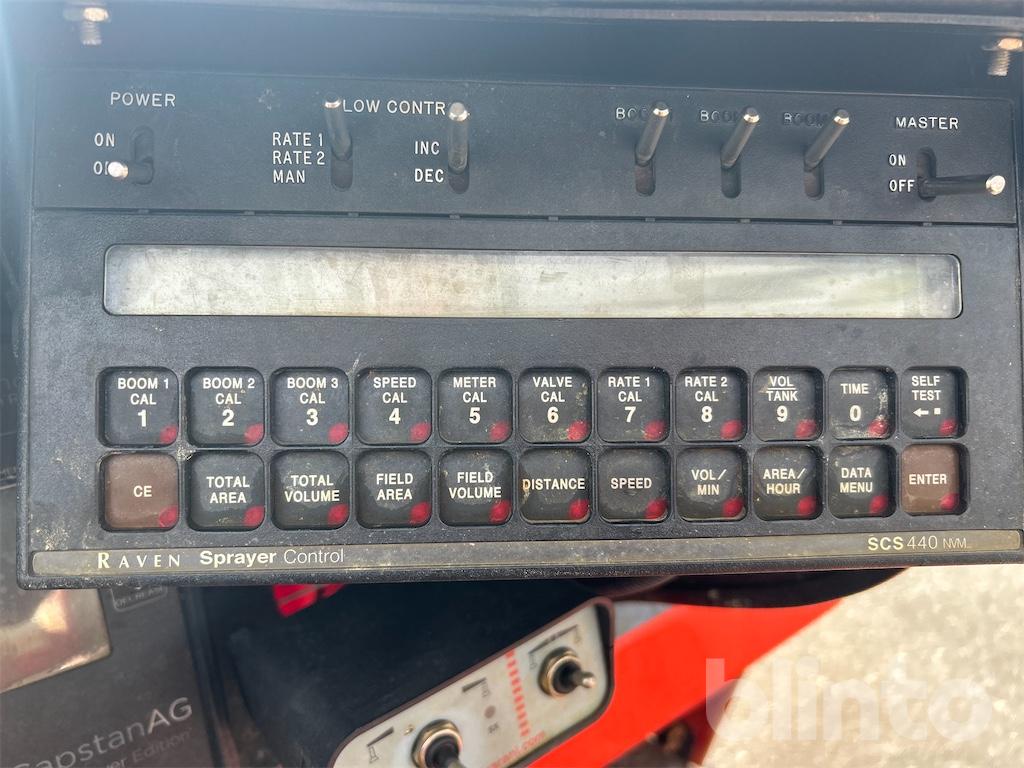 POWER
LOW CONTR
MASTER
ON
RATE 1
RATE 2
MAN
INC
DEC
ON
OFF
BOOM 1 CAL 1
BOOM 2 CAL 2
BOOM 3 CAL 3
SPEED CAL 4
METER CAL 5
VALVE CAL 6
RATE 1 CAL 7
RATE 2 CAL 8
VOL TANK 9
TIME 0
SELF TEST
CE
TOTAL AREA
TOTAL VOLUME
FIELD AREA
FIELD VOLUME
DISTANCE
SPEED
VOL/ MIN
AREA/ HOUR
DATA MENU
ENTER
RAVEN Sprayer Control
SCS 440 NVM
DECREASE
CapstanAG
Edition
blinto